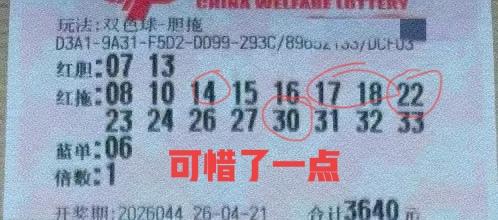 CHINA WELFARE LOTTERY
玩法:双色球-胆拖
D3A1-9A31-F5D2-D099-293C/89852133/DCF03
红胆:07 13
红拖:08 10 14 15 16 17 18 22
23 24 26 27 30 31 32 33
蓝单:06
可惜了一点
倍数:1
开奖期:2026044 26-04-21 合计3640元